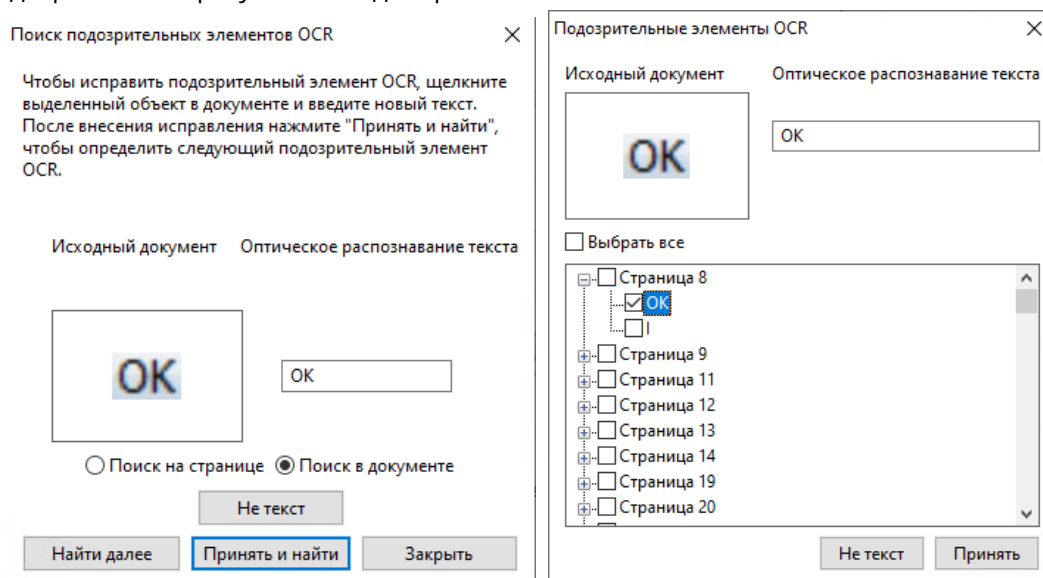 Поиск подозрительных элементов OCR
Чтобы исправить подозрительный элемент OCR, щелкните
выделенный объект в документе и введите новый текст.
После внесения исправления нажмите "Принять и найти",
чтобы определить следующий подозрительный элемент
OCR.
Исходный документ Оптическое распознавание текста
OK
OK
Поиск на странице Поиск в документе
Не текст
Найти далее Принять и найти Закрыть
Подозрительные элементы OCR
Исходный документ Оптическое распознавание текста
OK
OK
Выбрать все
Страница 8
OK
I
Страница 9
Страница 11
Страница 12
Страница 13
Страница 14
Страница 19
Страница 20
Не текст Принять